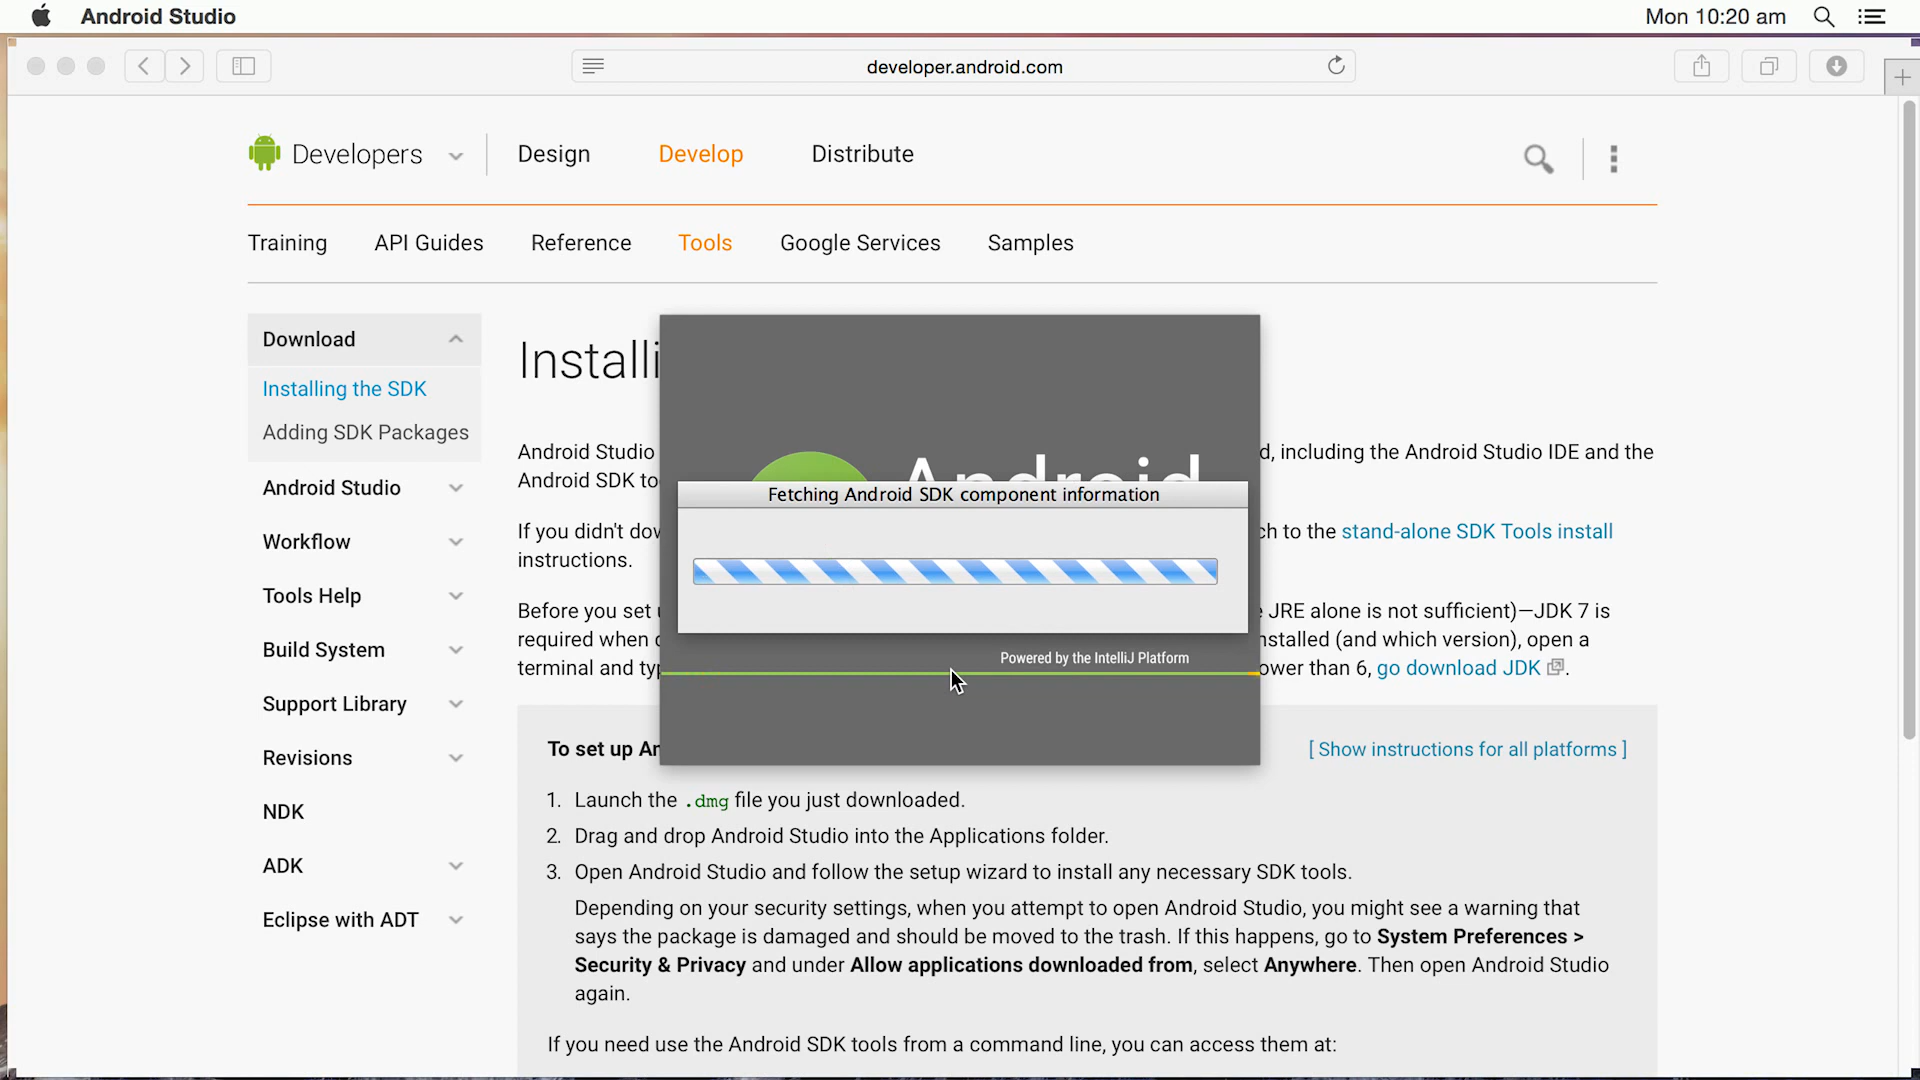 Android Studio
Mon 10:20 am
developer.android.com
Developers
Design
Develop
Distribute
Training
API Guides
Reference
Tools
Google Services
Samples
Download
Installing the SDK
Adding SDK Packages
Android Studio
Workflow
Tools Help
Build System
Support Library
Revisions
NDK
ADK
Eclipse with ADT
Android Studio
d, including the Android Studio IDE and the
Android SDK
If you didn't
to the stand-alone SDK Tools install
instructions.
Before you set
JRE alone is not sufficient)—JDK 7 is
required when
(and which version), open a
terminal and
than 6, go download JDK.
Android
Fetching Android SDK component information
Powered by the IntelliJ Platform
To set up
[ Show instructions for all platforms ]
1. Launch the .dmg file you just downloaded.
2. Drag and drop Android Studio into the Applications folder.
3. Open Android Studio and follow the setup wizard to install any necessary SDK tools.
Depending on your security settings, when you attempt to open Android Studio, you might see a warning that
says the package is damaged and should be moved to the trash. If this happens, go to System Preferences >
Security & Privacy and under Allow applications downloaded from, select Anywhere. Then open Android Studio
again.
If you need use the Android SDK tools from a command line, you can access them at: